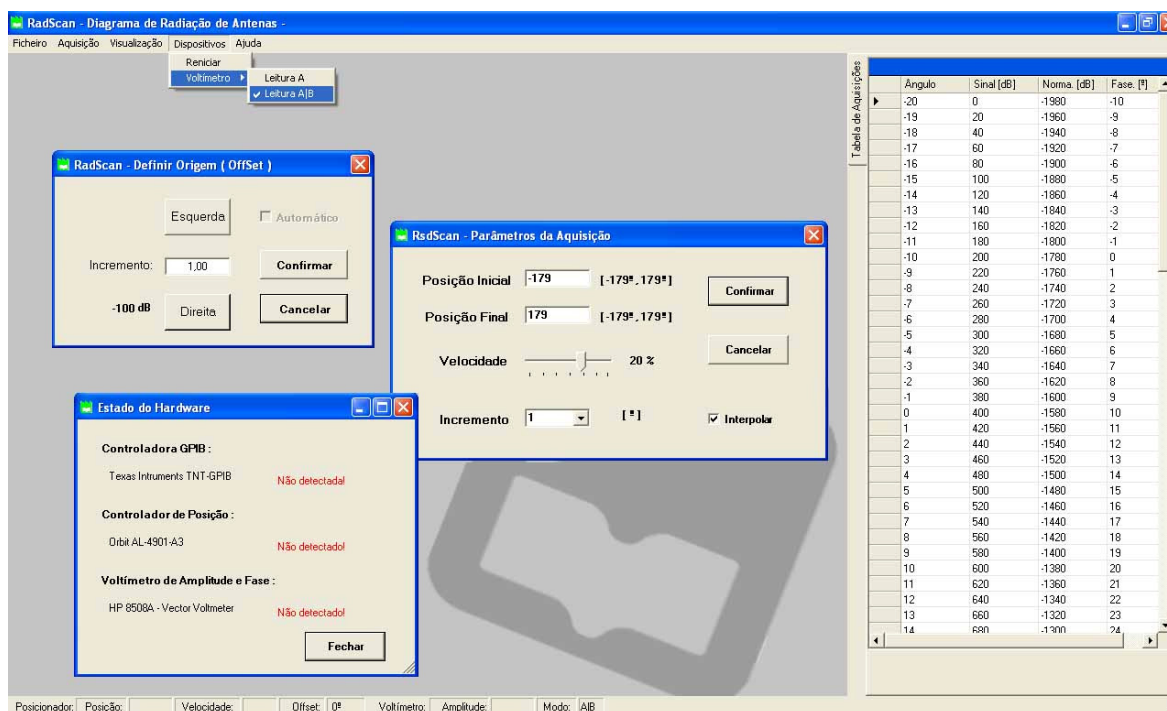 RadScan - Diagrama de Radiação de Antenas -
Ficheiro Aquisição Visualização Dispositivos Ajuda
Reniciar
Voltímetro
Leitura A
Leitura A|B
RadScan - Definir Origem ( OffSet )
Esquerda
Automático
Incremento: 1,00 Confirmar
-100 dB Direita Cancelar
RsdScan - Parâmetros da Aquisição
Posição Inicial -179 [-179º,179º] Confirmar
Posição Final 179 [-179º,179º]
Velocidade 20 % Cancelar
Incremento 1 [º] Interpolar
Estado do Hardware
Controladora GPIB :
Texas Intruments TNT-GPIB Não detectada!
Controlador de Posição :
Orbit AL-4901-A3 Não detectado!
Voltímetro de Amplitude e Fase :
HP 8508A - Vector Voltmeter Não detectado!
Fechar
Tabela de Aquisições
Ângulo Sinal [dB] Norma. [dB] Fase. [º]
-20 0 -1980 -10
-19 20 -1960 -9
-18 40 -1940 -8
-17 60 -1920 -7
-16 80 -1900 -6
-15 100 -1880 -5
-14 120 -1860 -4
-13 140 -1840 -3
-12 160 -1820 -2
-11 180 -1800 -1
-10 200 -1780 0
-9 220 -1760 1
-8 240 -1740 2
-7 260 -1720 3
-6 280 -1700 4
-5 300 -1680 5
-4 320 -1660 6
-3 340 -1640 7
-2 360 -1620 8
-1 380 -1600 9
0 400 -1580 10
1 420 -1560 11
2 440 -1540 12
3 460 -1520 13
4 480 -1500 14
5 500 -1480 15
6 520 -1460 16
7 540 -1440 17
8 560 -1420 18
9 580 -1400 19
10 600 -1380 20
11 620 -1360 21
12 640 -1340 22
13 660 -1320 23
14 680 -1300 24
Posicionador: Posição: Velocidade: Offset: 0º Voltímetro: Amplitude: Modo: A|B